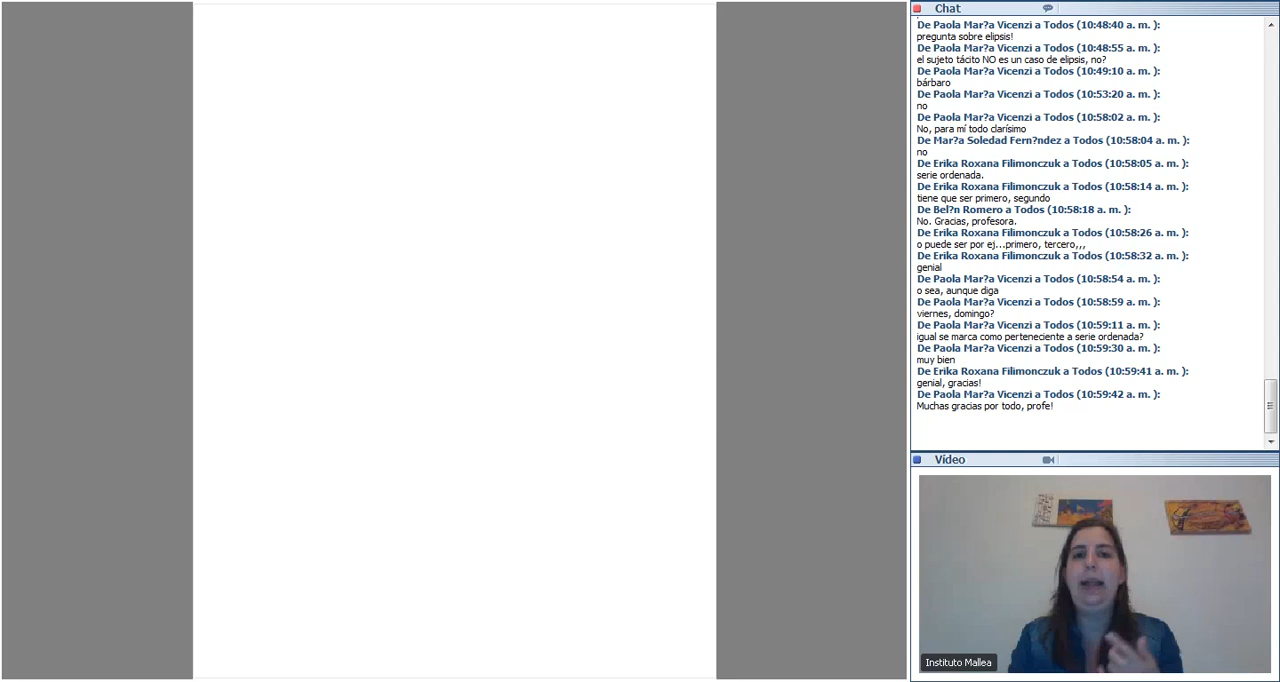 Chat
De Paola Mar?a Vicenzi a Todos (10:48:40 a. m. ):
pregunta sobre elipsis!
De Paola Mar?a Vicenzi a Todos (10:48:55 a. m. ):
el sujeto tácito NO es un caso de elipsis, no?
De Paola Mar?a Vicenzi a Todos (10:49:10 a. m. ):
bárbaro
De Paola Mar?a Vicenzi a Todos (10:53:20 a. m. ):
no
De Paola Mar?a Vicenzi a Todos (10:58:02 a. m. ):
No, para mí todo clarísimo
De Mar?a Soledad Fern?ndez a Todos (10:58:04 a. m. ):
no
De Erika Roxana Filimonczuk a Todos (10:58:05 a. m. ):
serie ordenada.
De Erika Roxana Filimonczuk a Todos (10:58:14 a. m. ):
tiene que ser primero, segundo
De Bel?n Romero a Todos (10:58:18 a. m. ):
No. Gracias, profesora.
De Erika Roxana Filimonczuk a Todos (10:58:26 a. m. ):
o puede ser por ej...primero, tercero,,,
De Erika Roxana Filimonczuk a Todos (10:58:32 a. m. ):
genial
De Paola Mar?a Vicenzi a Todos (10:58:54 a. m. ):
o sea, aunque diga
De Paola Mar?a Vicenzi a Todos (10:58:59 a. m. ):
viernes, domingo?
De Paola Mar?a Vicenzi a Todos (10:59:11 a. m. ):
igual se marca como perteneciente a serie ordenada?
De Paola Mar?a Vicenzi a Todos (10:59:30 a. m. ):
muy bien
De Erika Roxana Filimonczuk a Todos (10:59:41 a. m. ):
genial, gracias!
De Paola Mar?a Vicenzi a Todos (10:59:42 a. m. ):
Muchas gracias por todo, profe!
Vídeo
Instituto Mallea